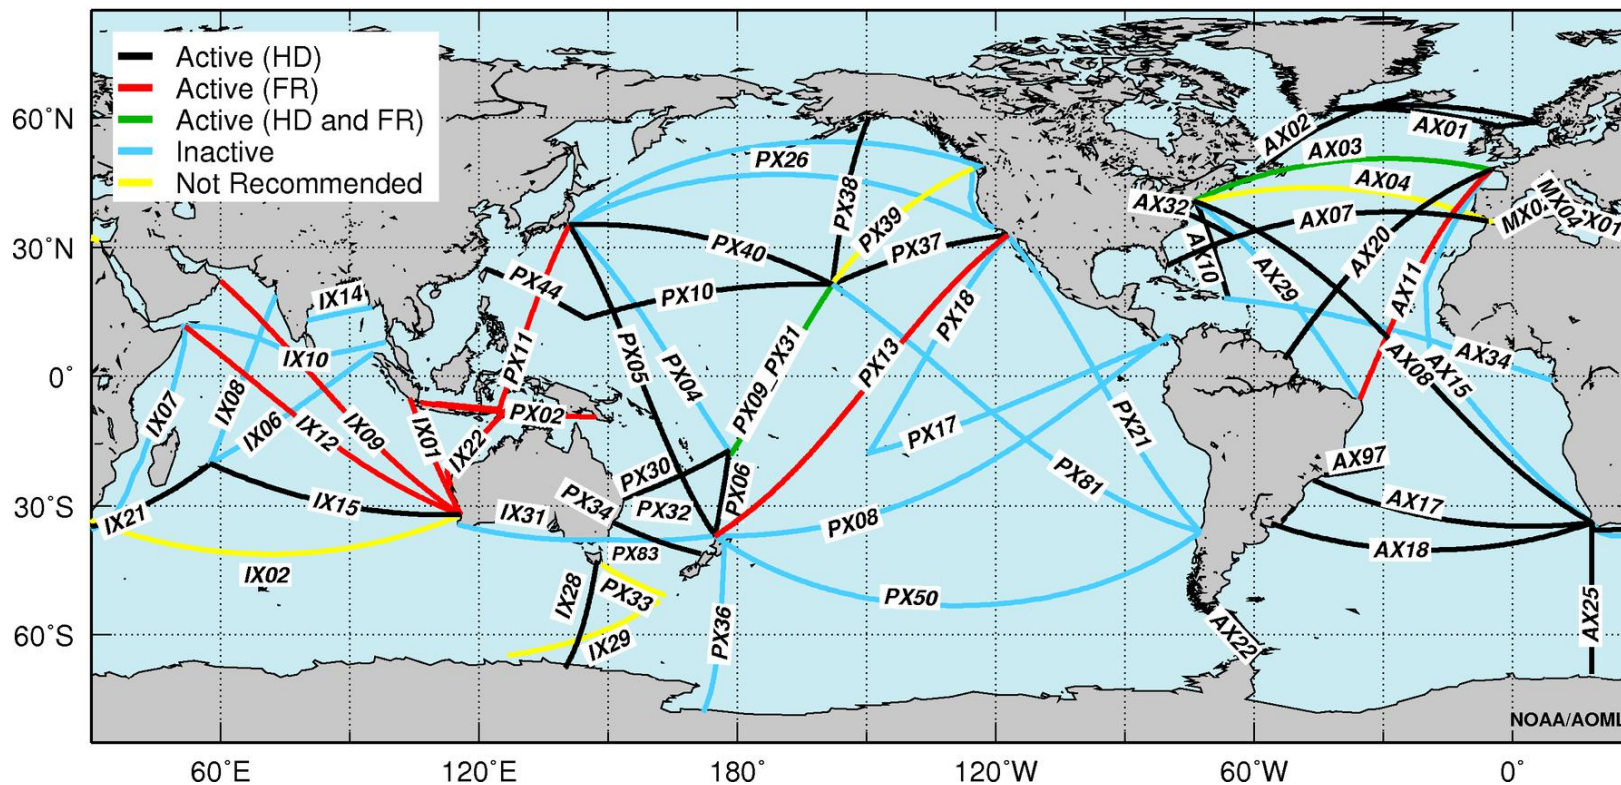 Active (HD)
Active (FR)
Active (HD and FR)
Inactive
Not Recommended
60°N
30°N
0°
30°S
60°S
60°E
120°E
180°
120°W
60°W
0°
PX26
PX38
PX39
PX40
PX37
PX44
PX10
PX11
PX05
PX04
PX09_PX31
PX13
PX18
PX02
PX17
PX21
PX81
PX30
PX06
PX34
PX32
PX08
PX83
PX33
PX50
PX36
IX14
IX10
IX08
IX07
IX06
IX12
IX09
IX01
IX22
IX15
IX21
IX31
IX02
IX28
IX29
AX02
AX01
AX03
AX04
AX32
AX07
AX10
AX20
AX29
AX11
AX08
AX15
AX34
AX97
AX17
AX18
AX25
AX22
MX04
NOAA/AOML